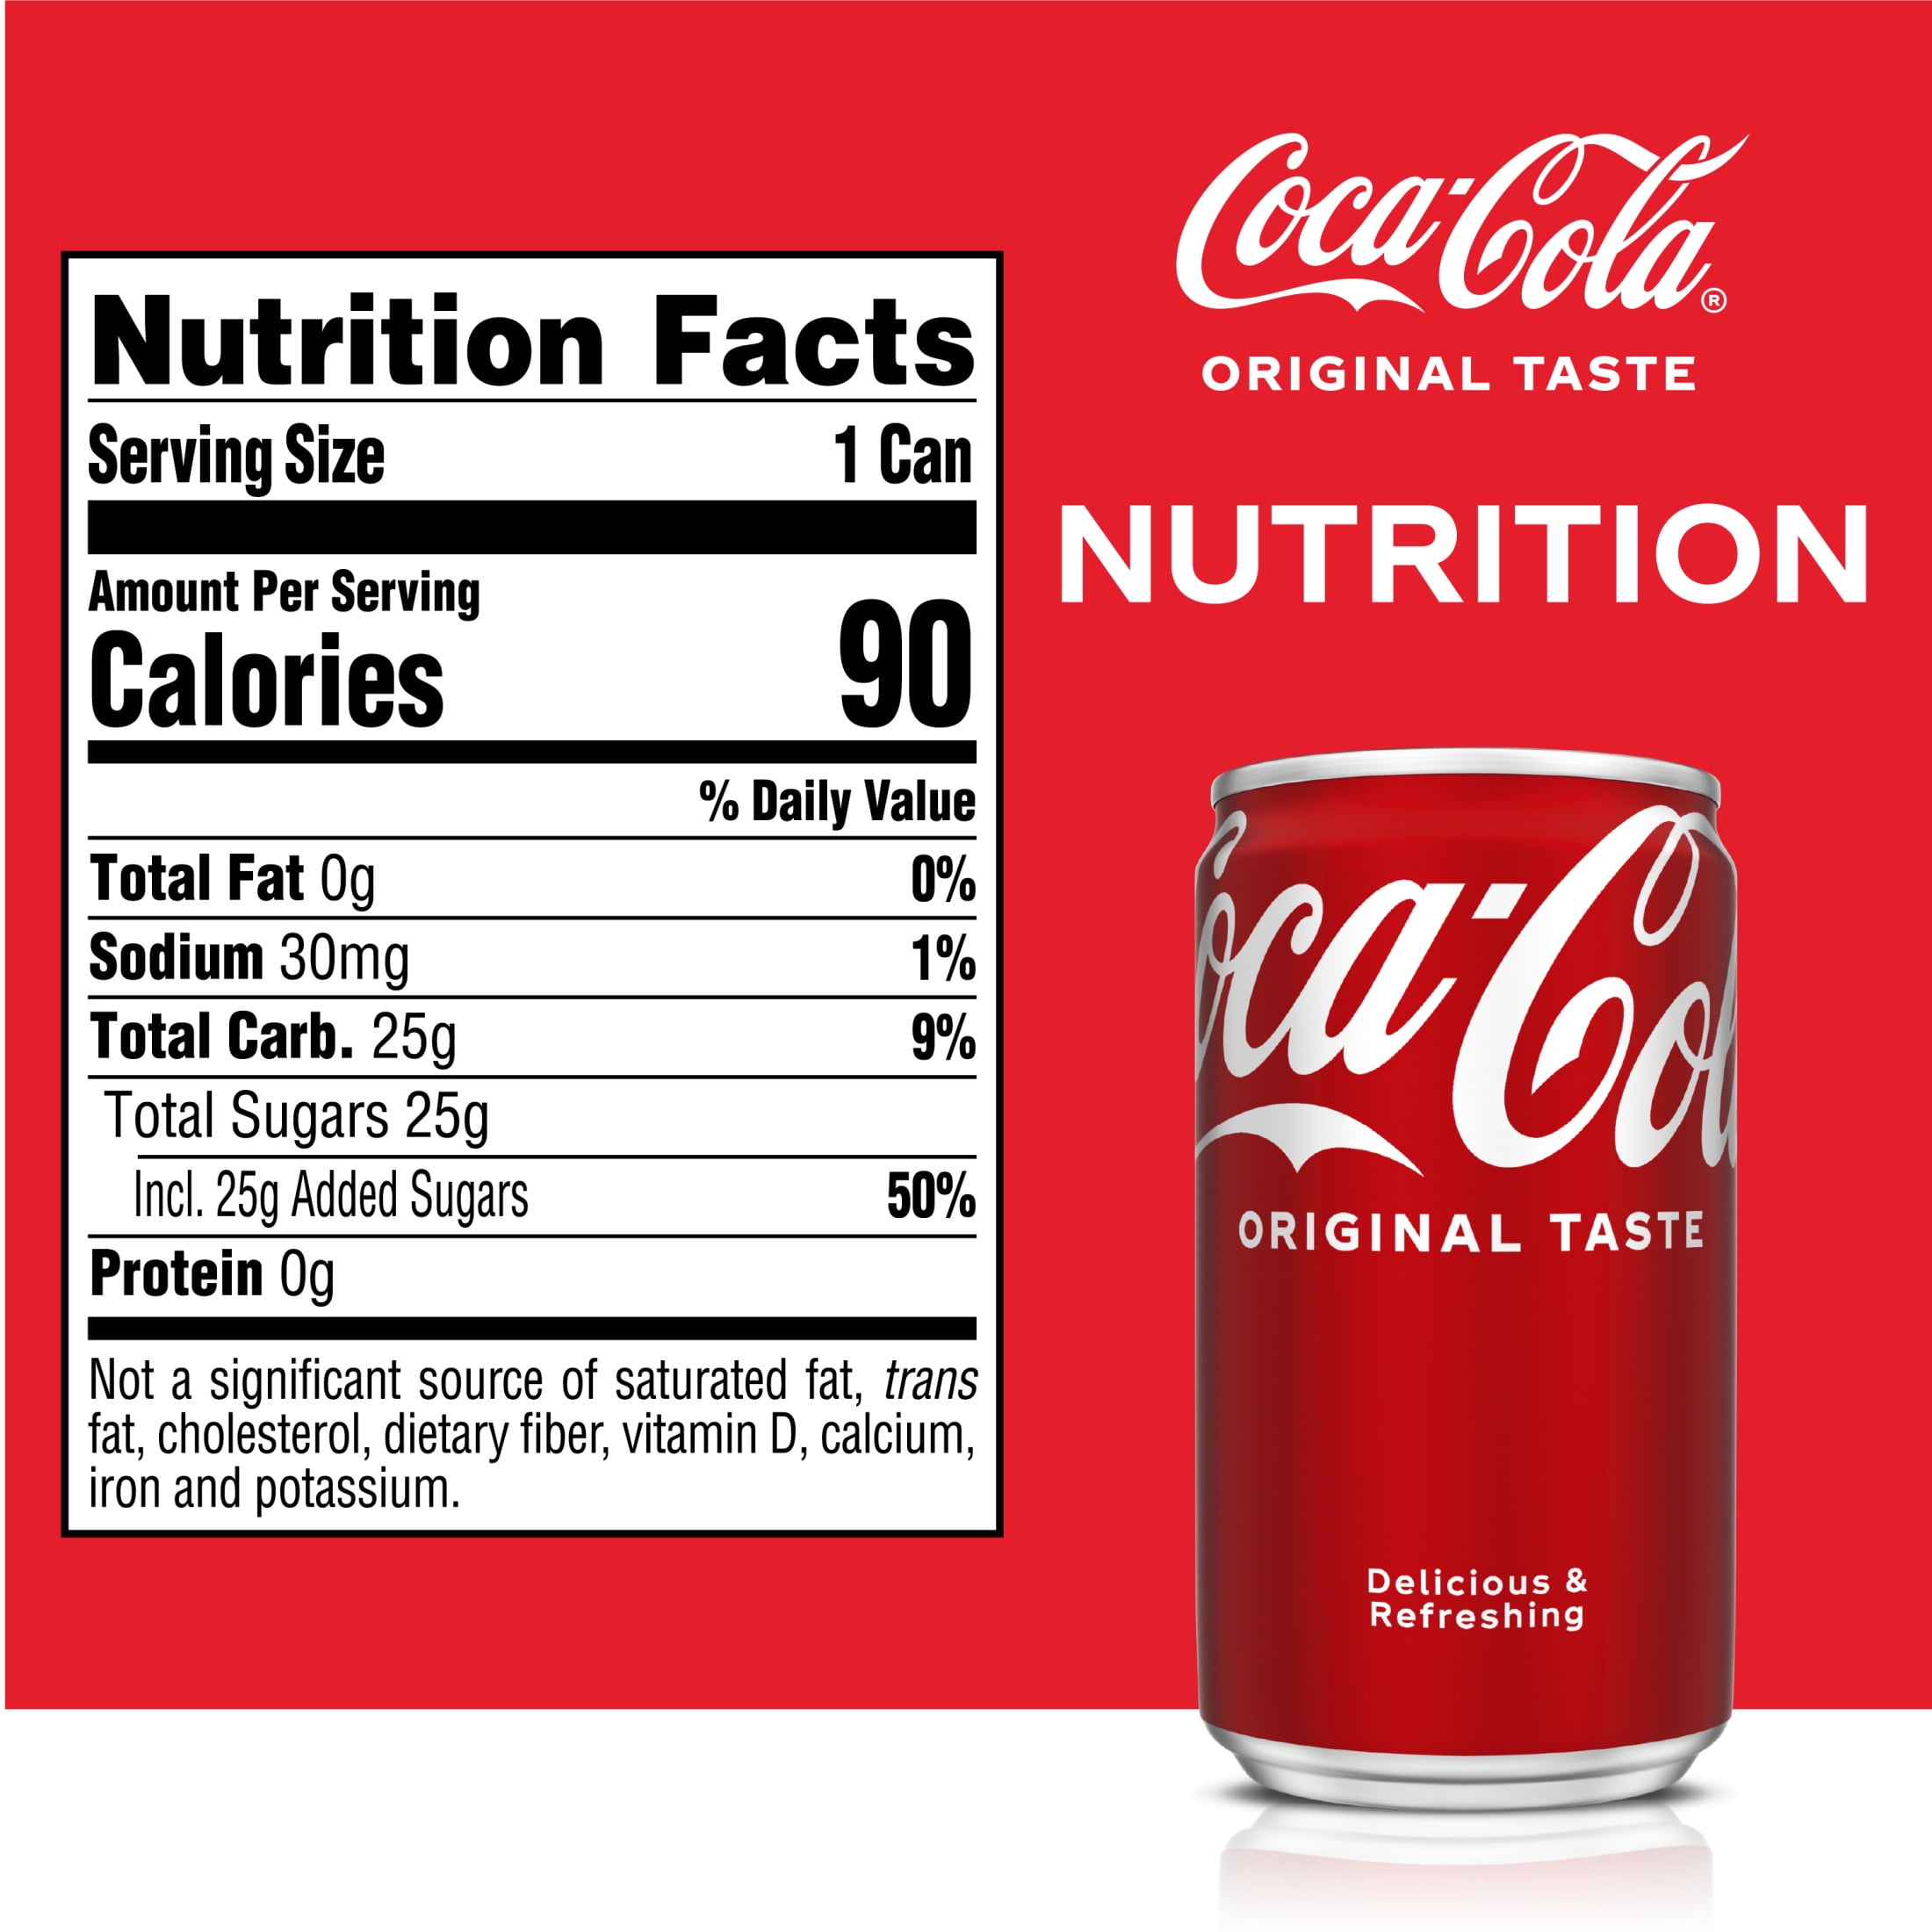 Coca-Cola®
ORIGINAL TASTE
NUTRITION
Nutrition Facts
Serving Size 1 Can
Amount Per Serving
Calories 90
% Daily Value
Total Fat 0g 0%
Sodium 30mg 1%
Total Carb. 25g 9%
Total Sugars 25g
Incl. 25g Added Sugars 50%
Protein 0g
Not a significant source of saturated fat, trans
fat, cholesterol, dietary fiber, vitamin D, calcium,
iron and potassium.
Coca-Cola
ORIGINAL TASTE
Delicious &
Refreshing